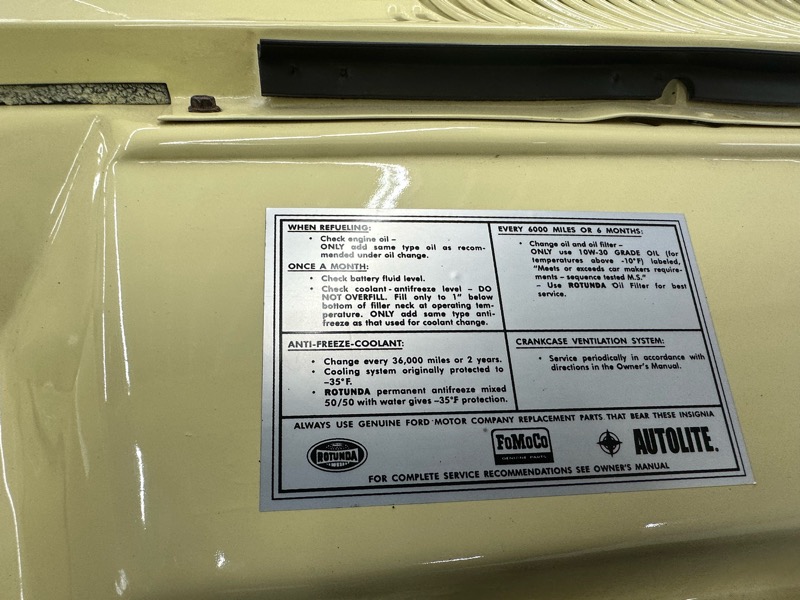 WHEN REFUELING:
• Check engine oil –
ONLY add same type oil as recom-
mended under oil change.
ONCE A MONTH:
• Check battery fluid level.
• Check coolant - antifreeze level – DO
NOT OVERFILL. Fill only to 1" below
bottom of filler neck at operating tem-
perature. ONLY add same type anti-
freeze as that used for coolant change.
EVERY 6000 MILES OR 6 MONTHS:
• Change oil and oil filter –
ONLY use 10W-30 GRADE OIL (for
temperatures above -10°F) labeled,
"Meets or exceeds car makers require-
ments – sequence tested M.S."
– Use ROTUNDA Oil Filter for best
service.
ANTI-FREEZE-COOLANT:
• Change every 36,000 miles or 2 years.
• Cooling system originally protected to
–35°F.
• ROTUNDA permanent antifreeze mixed
50/50 with water gives –35°F protection.
CRANKCASE VENTILATION SYSTEM:
• Service periodically in accordance with
directions in the Owner's Manual.
ALWAYS USE GENUINE FORD MOTOR COMPANY REPLACEMENT PARTS THAT BEAR THESE INSIGNIA
ROTUNDA
FoMoCo
GENUINE PARTS
AUTOLITE.
FOR COMPLETE SERVICE RECOMMENDATIONS SEE OWNER'S MANUAL